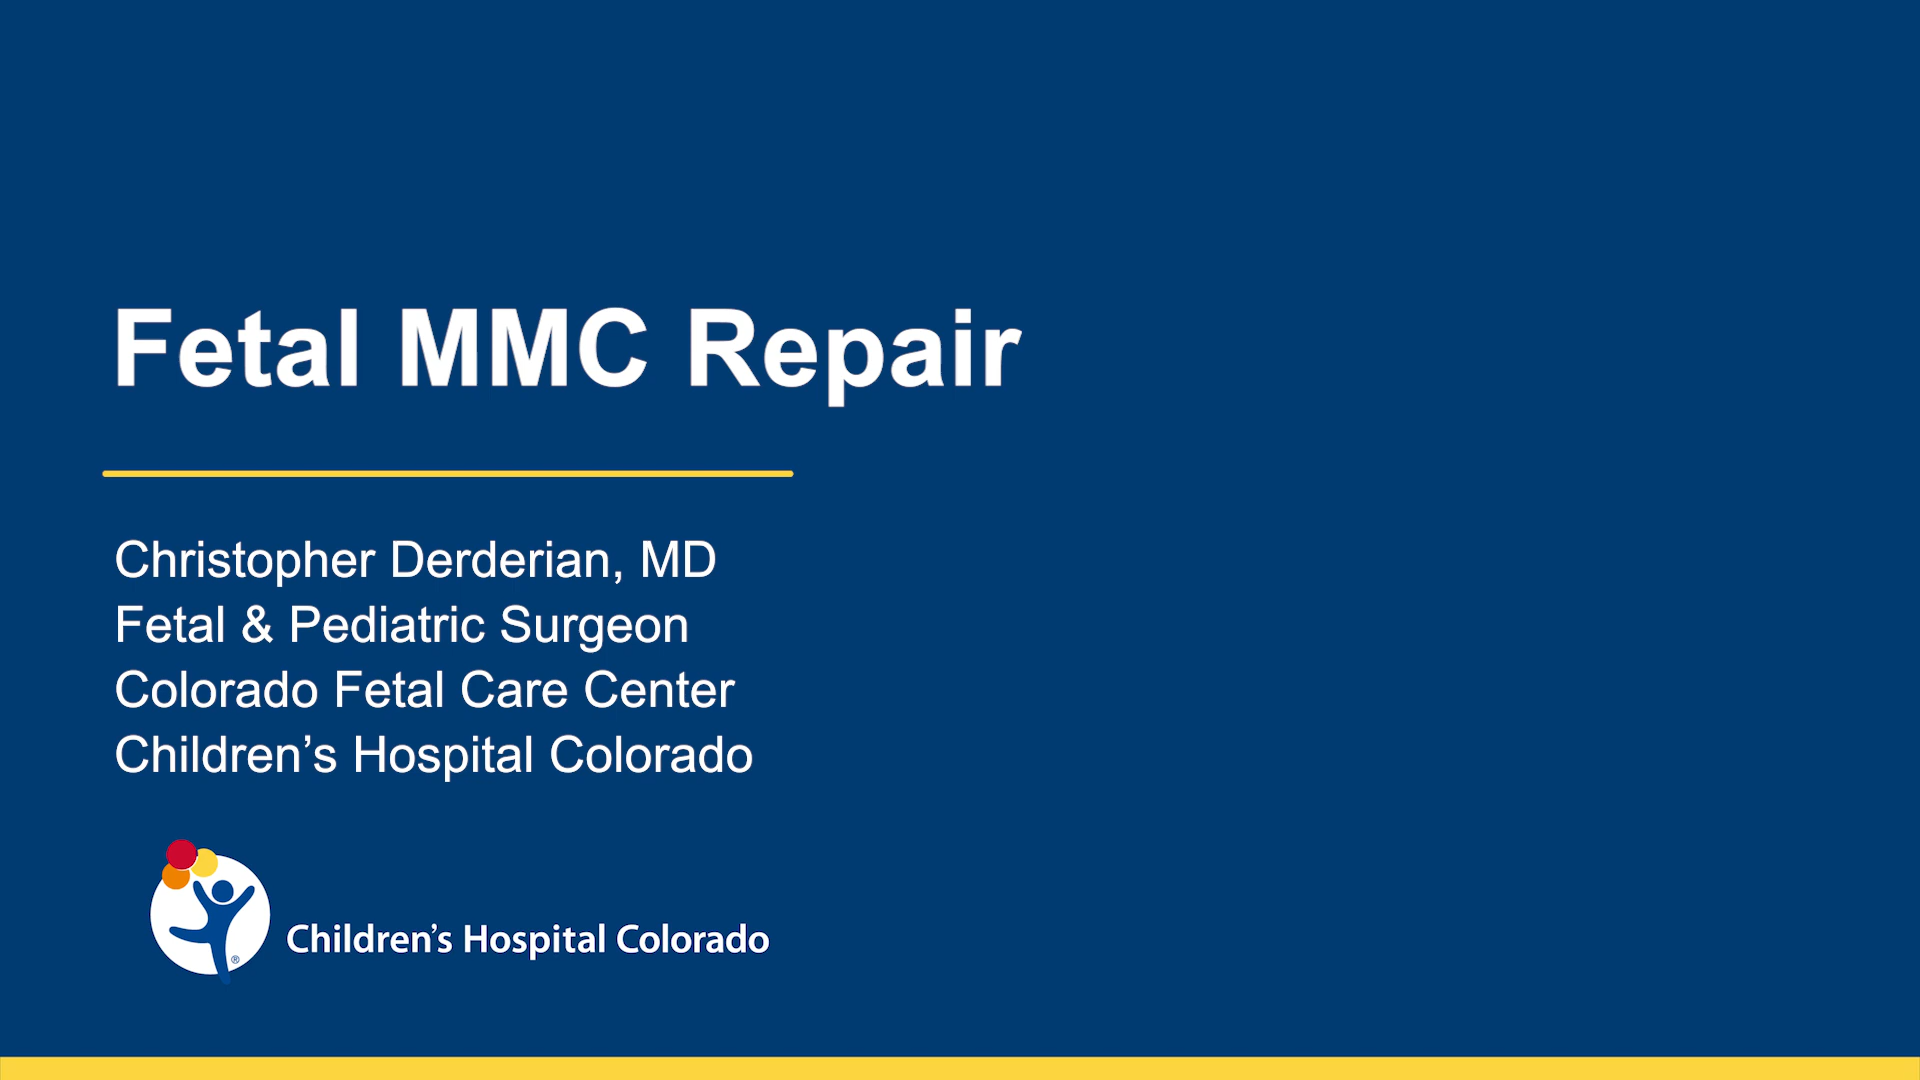 Fetal MMC Repair
Christopher Derderian, MD
Fetal & Pediatric Surgeon
Colorado Fetal Care Center
Children’s Hospital Colorado
®
Children’s Hospital Colorado